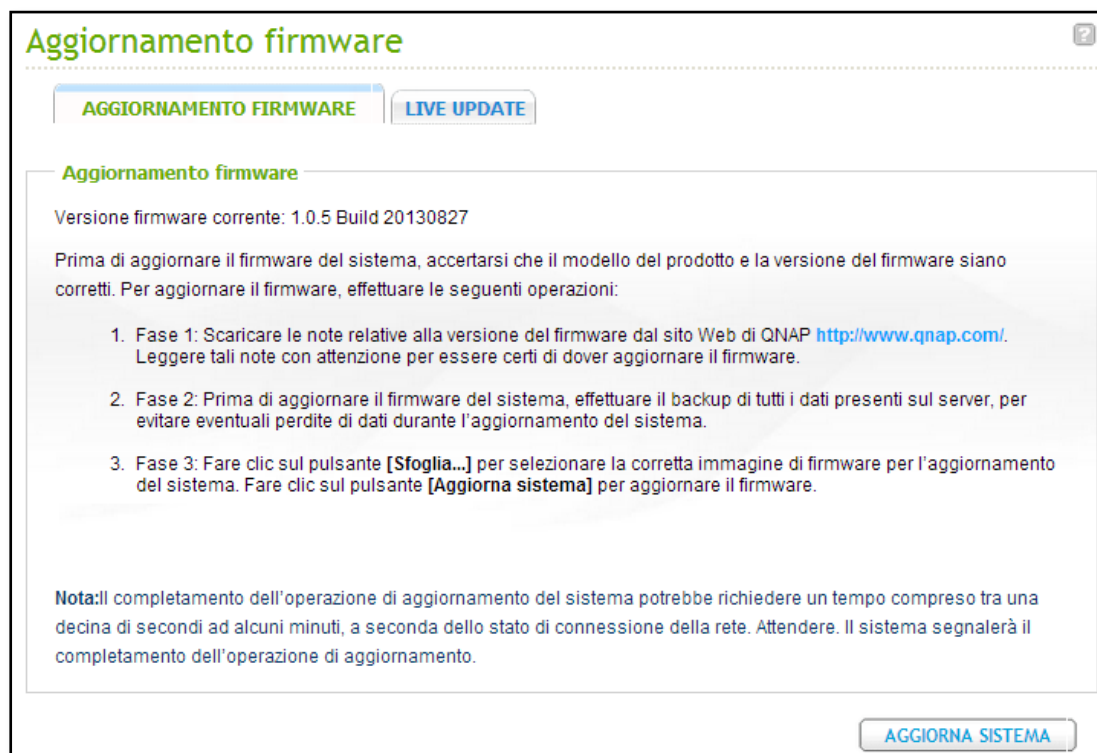 Aggiornamento firmware
?
AGGIORNAMENTO FIRMWARE
LIVE UPDATE
Aggiornamento firmware
Versione firmware corrente: 1.0.5 Build 20130827
Prima di aggiornare il firmware del sistema, accertarsi che il modello del prodotto e la versione del firmware siano
corretti. Per aggiornare il firmware, effettuare le seguenti operazioni:
1. Fase 1: Scaricare le note relative alla versione del firmware dal sito Web di QNAP http://www.qnap.com/.
Leggere tali note con attenzione per essere certi di dover aggiornare il firmware.
2. Fase 2: Prima di aggiornare il firmware del sistema, effettuare il backup di tutti i dati presenti sul server, per
evitare eventuali perdite di dati durante l'aggiornamento del sistema.
3. Fase 3: Fare clic sul pulsante [Sfoglia...] per selezionare la corretta immagine di firmware per l'aggiornamento
del sistema. Fare clic sul pulsante [Aggiorna sistema] per aggiornare il firmware.
Nota:Il completamento dell'operazione di aggiornamento del sistema potrebbe richiedere un tempo compreso tra una
decina di secondi ad alcuni minuti, a seconda dello stato di connessione della rete. Attendere. Il sistema segnalerà il
completamento dell'operazione di aggiornamento.
AGGIORNA SISTEMA